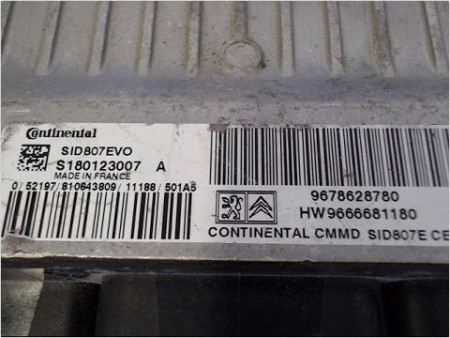 Continental
SID807EVO
S180123007 A
MADE IN FRANCE
0/52197/810643809/11188/501A5
9678628780
HW9666681180
CONTINENTAL CMMD SID807E CE